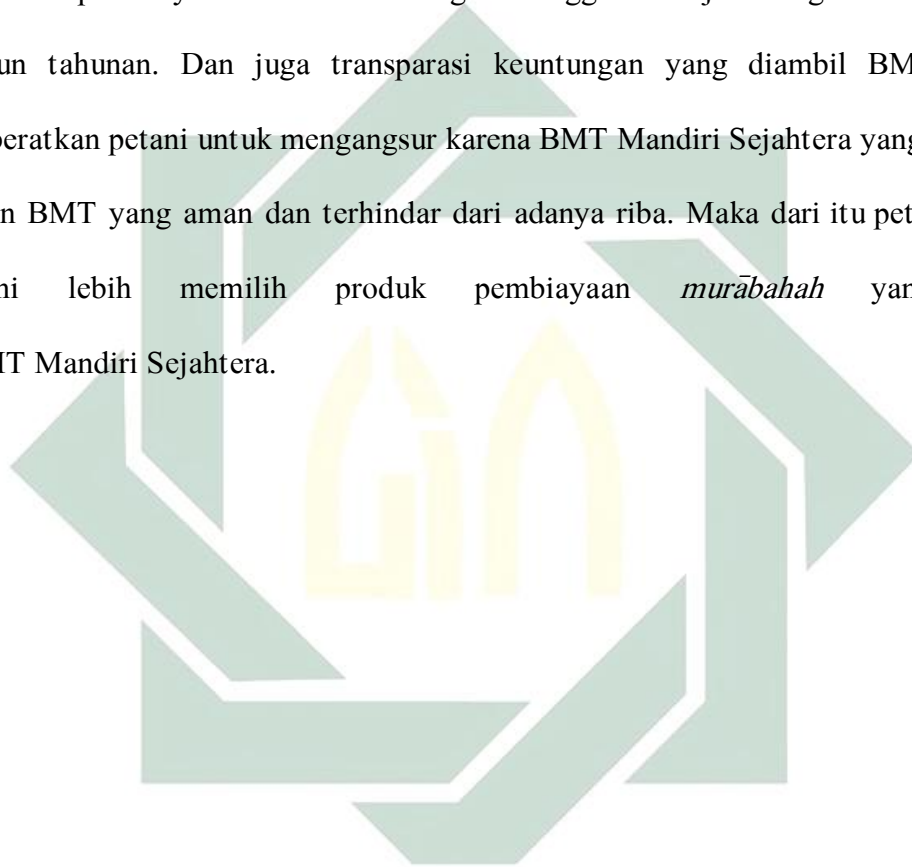 un tahunan. Dan juga transparasi keuntungan yang diambil BM
beratkan petani untuk mengangsur karena BMT Mandiri Sejahtera yang
n BMT yang aman dan terhindar dari adanya riba. Maka dari itu pet
ni lebih memilih produk pembiayaan murābahah yan
MT Mandiri Sejahtera.